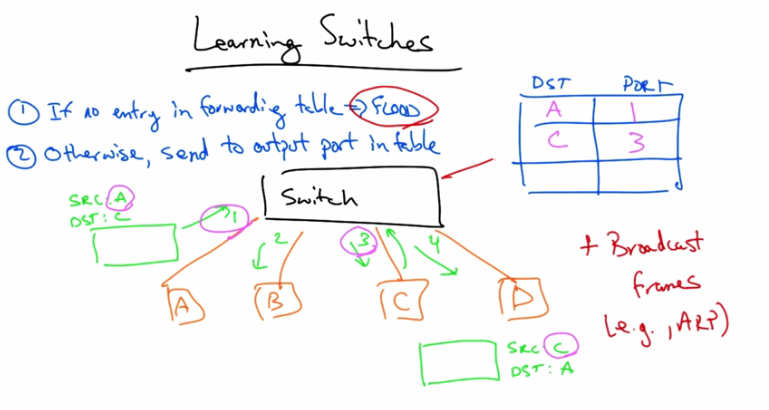 Learning Switches
① If no entry in forwarding table => FLOOD
② Otherwise, send to output port in table
DST PORT
A 1
C 3
Switch
SRC: A
DST: C
1 2 3 4
A B C D
+ Broadcast
frames
(e.g., ARP)
SRC: C
DST: A